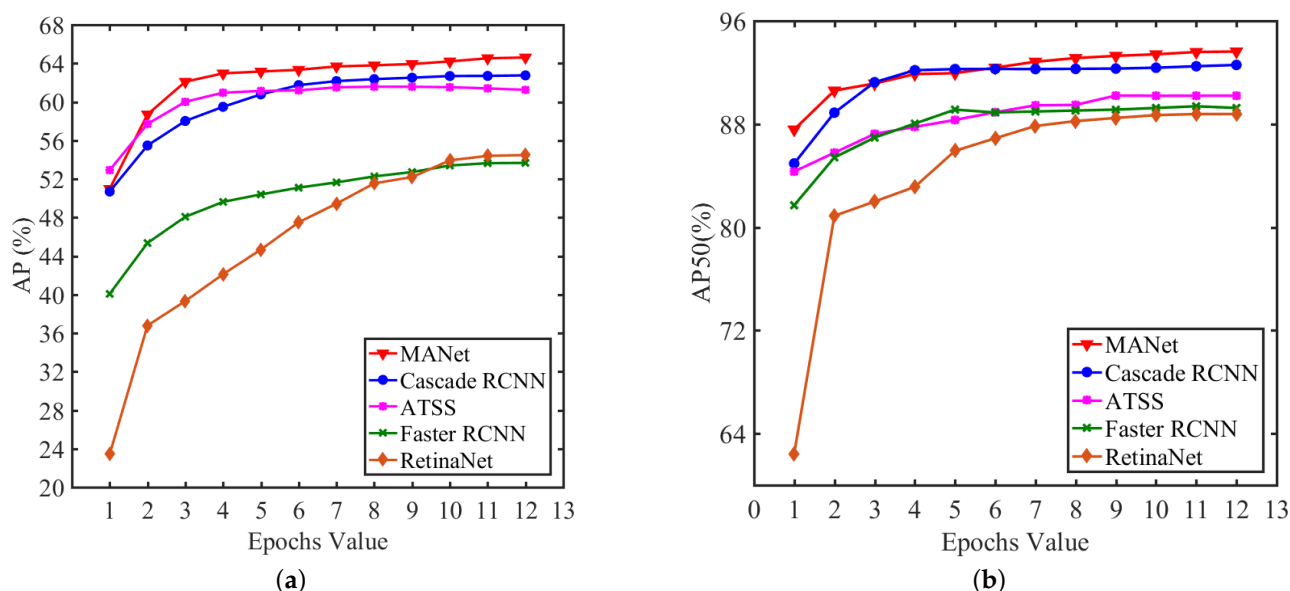 68
64
60
56
52
48
44
40
36
32
28
24
20
AP (%)
MANet
Cascade RCNN
ATSS
Faster RCNN
RetinaNet
1 2 3 4 5 6 7 8 9 10 11 12 13
Epochs Value
(a)
96
88
80
72
64
AP50(%)
MANet
Cascade RCNN
ATSS
Faster RCNN
RetinaNet
0 1 2 3 4 5 6 7 8 9 10 11 12 13
Epochs Value
(b)